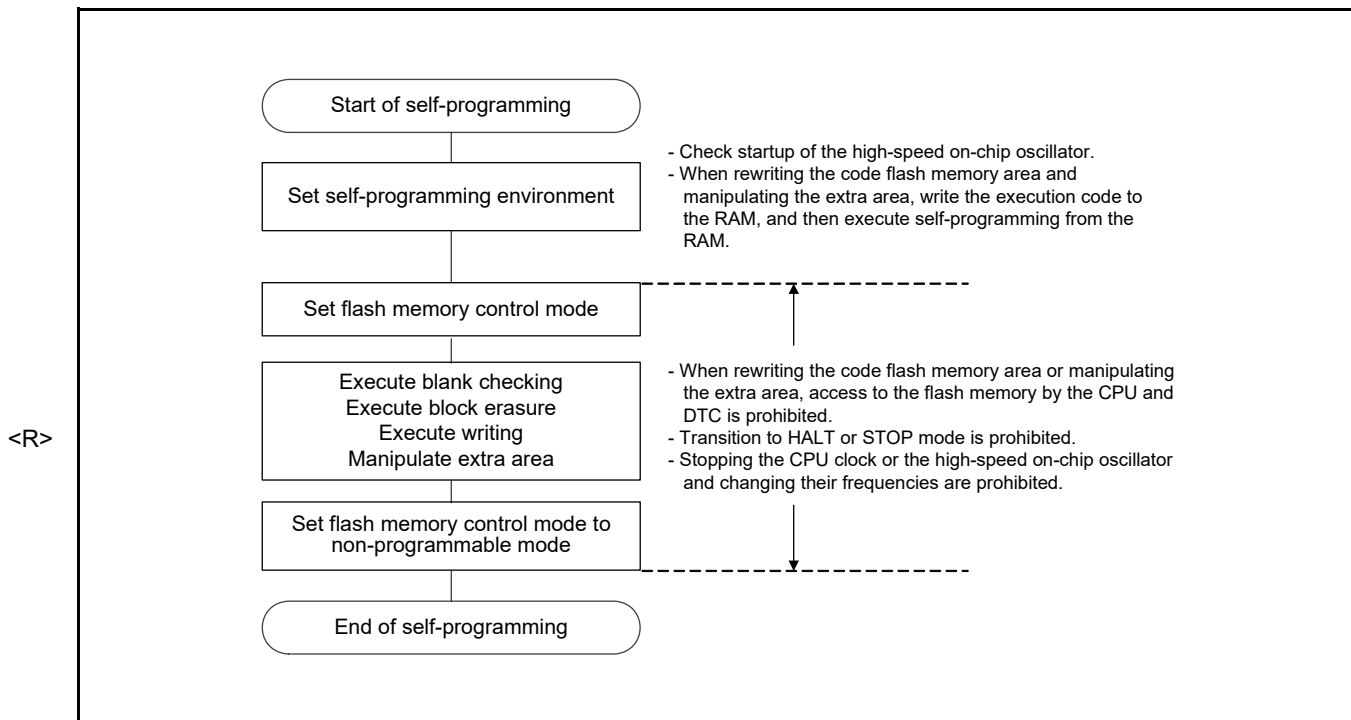 Start of self-programming
Set self-programming environment
- Check startup of the high-speed on-chip oscillator.
- When rewriting the code flash memory area and
manipulating the extra area, write the execution code to
the RAM, and then execute self-programming from the
RAM.
Set flash memory control mode
Execute blank checking
Execute block erasure
Execute writing
Manipulate extra area
- When rewriting the code flash memory area or manipulating
the extra area, access to the flash memory by the CPU and
DTC is prohibited.
- Transition to HALT or STOP mode is prohibited.
- Stopping the CPU clock or the high-speed on-chip oscillator
and changing their frequencies are prohibited.
<R>
Set flash memory control mode to
non-programmable mode
End of self-programming